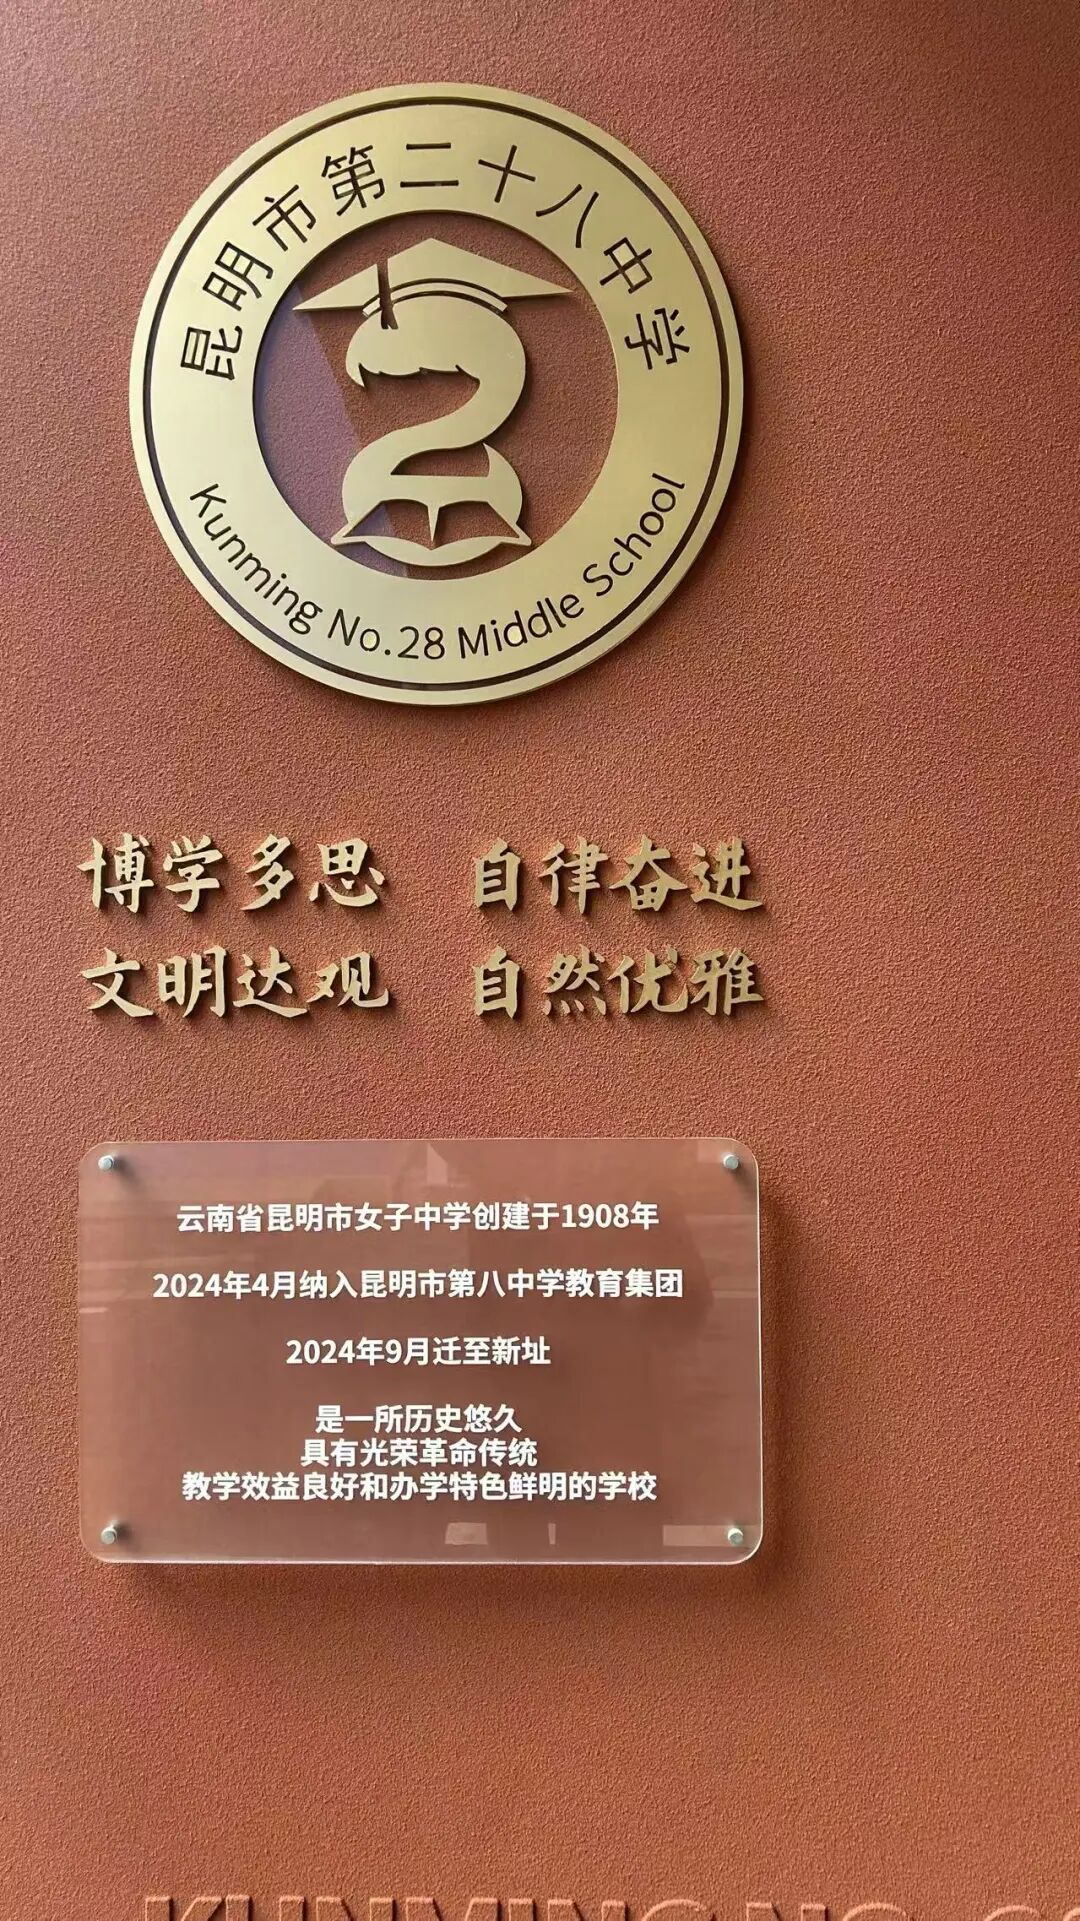 昆明市第二十八中学
Kunming No.28 Middle School
博学多思 自律奋进
文明达观 自然优雅
云南省昆明市女子中学创建于1908年
2024年4月纳入昆明市第八中学教育集团
2024年9月迁至新址
是一所历史悠久
具有光荣革命传统
教学效益良好和办学特色鲜明的学校
KUNMING NO.